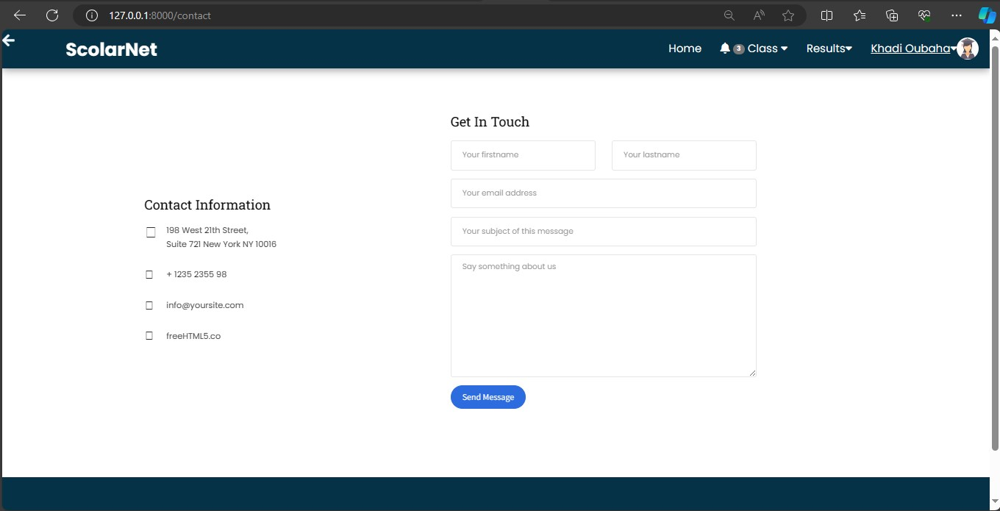 127.0.0.1:8000/contact
ScolarNet
Home
3
Class
Results
Khadi Oubaha
Get In Touch
Your firstname
Your lastname
Your email address
Your subject of this message
Say something about us
Send Message
Contact Information
198 West 21th Street,
Suite 721 New York NY 10016
+ 1235 2355 98
info@yoursite.com
freeHTML5.co